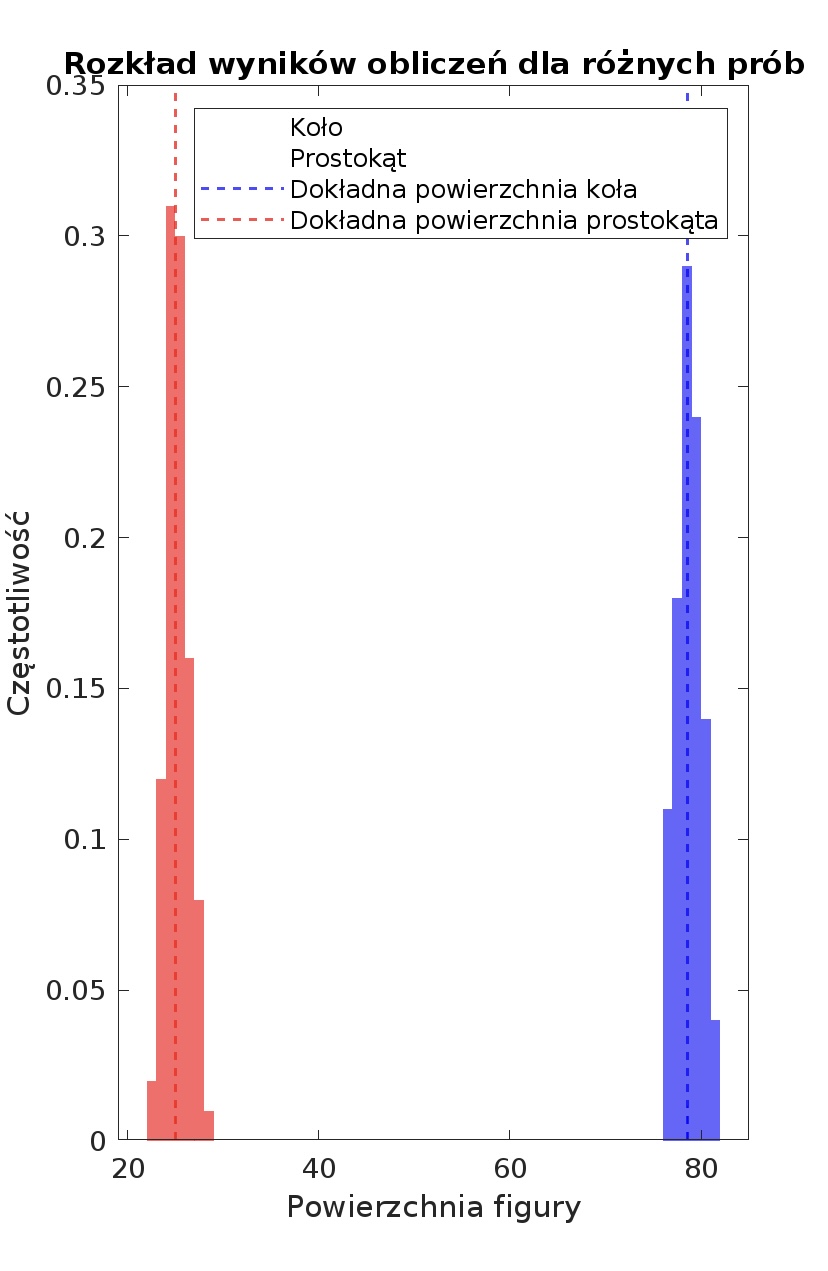 Rozkład wyników obliczeń dla różnych prób
0.35
0.3
0.25
0.2
0.15
0.1
0.05
0
Częstotliwość
Koło
Prostokąt
Dokładna powierzchnia koła
Dokładna powierzchnia prostokąta
20 40 60 80
Powierzchnia figury